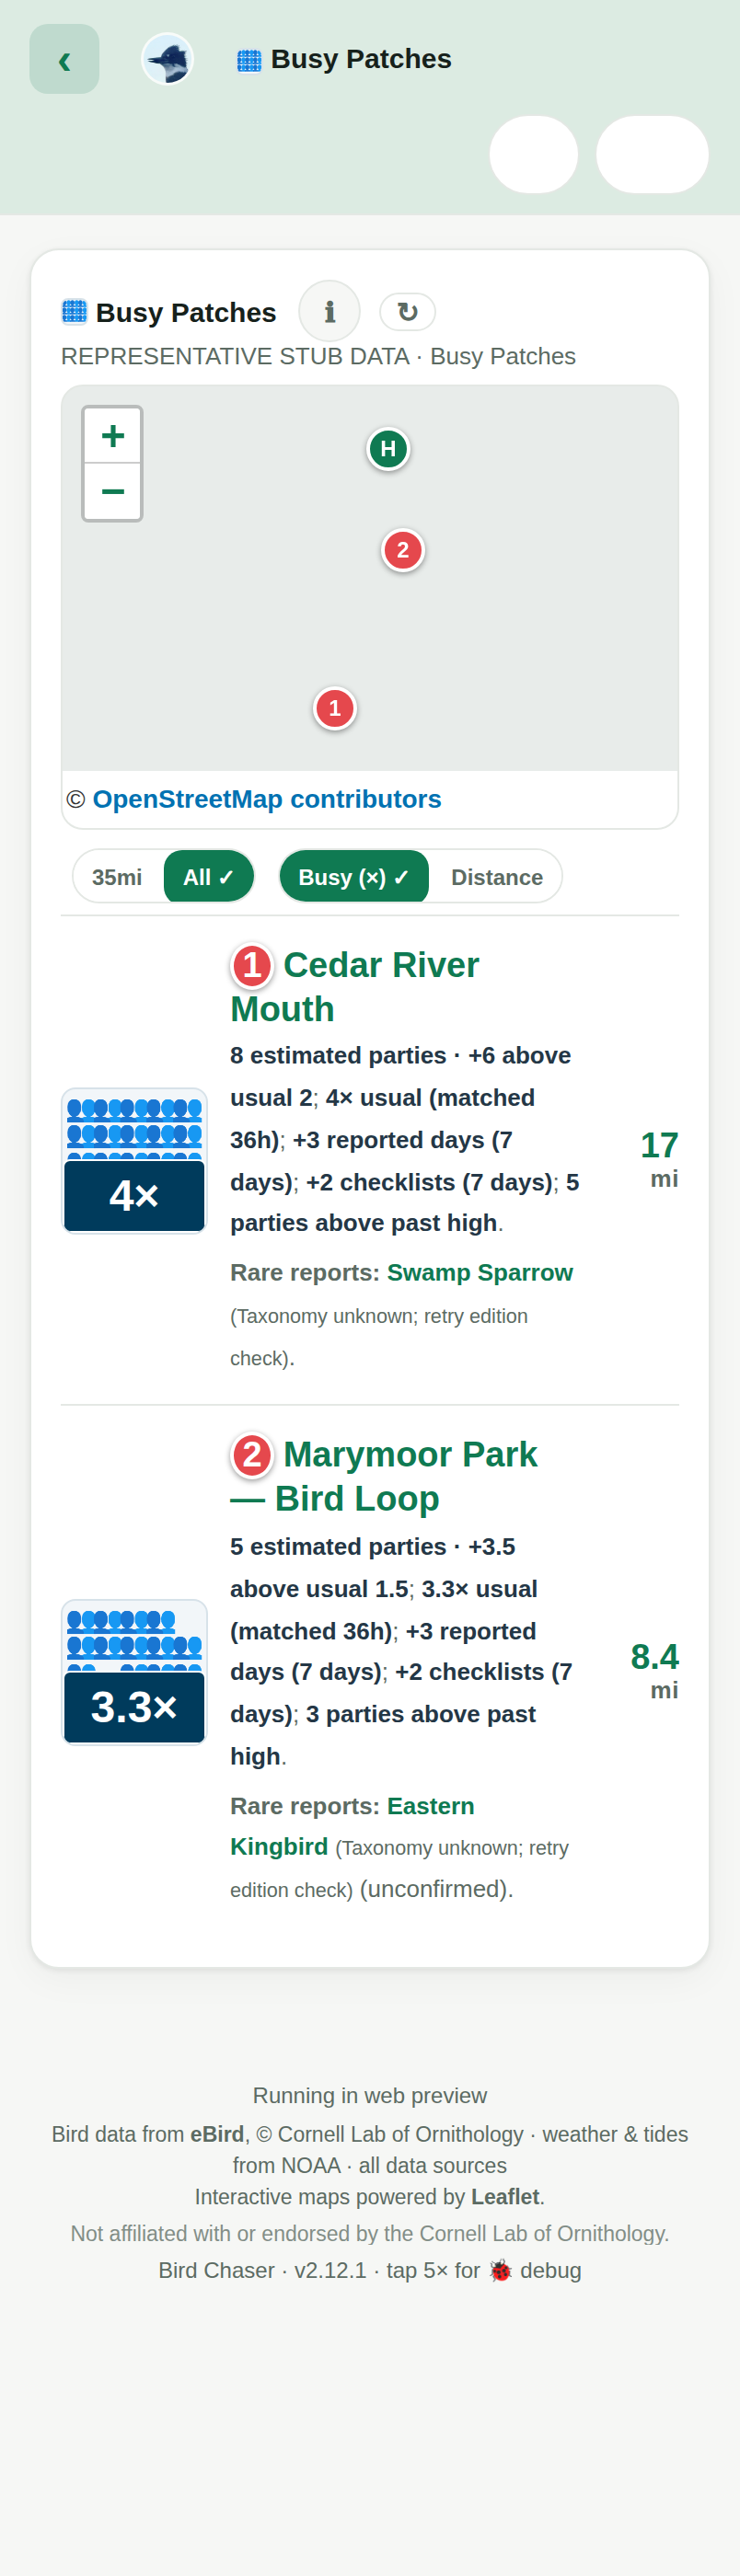 ‹ Busy Patches
Busy Patches ℹ ↻
REPRESENTATIVE STUB DATA · Busy Patches
+
−
H
2
1
© OpenStreetMap contributors
35mi All ✓ Busy (×) ✓ Distance
1 Cedar River
Mouth
8 estimated parties · +6 above
usual 2; 4× usual (matched
36h); +3 reported days (7
days); +2 checklists (7 days); 5
parties above past high.
4×
17
mi
Rare reports: Swamp Sparrow
(Taxonomy unknown; retry edition
check).
2 Marymoor Park
— Bird Loop
5 estimated parties · +3.5
above usual 1.5; 3.3× usual
(matched 36h); +3 reported
days (7 days); +2 checklists (7
days); 3 parties above past
high.
3.3×
8.4
mi
Rare reports: Eastern
Kingbird (Taxonomy unknown; retry
edition check) (unconfirmed).
Running in web preview
Bird data from eBird, © Cornell Lab of Ornithology · weather & tides
from NOAA · all data sources
Interactive maps powered by Leaflet.
Not affiliated with or endorsed by the Cornell Lab of Ornithology.
Bird Chaser · v2.12.1 · tap 5× for 🐞 debug